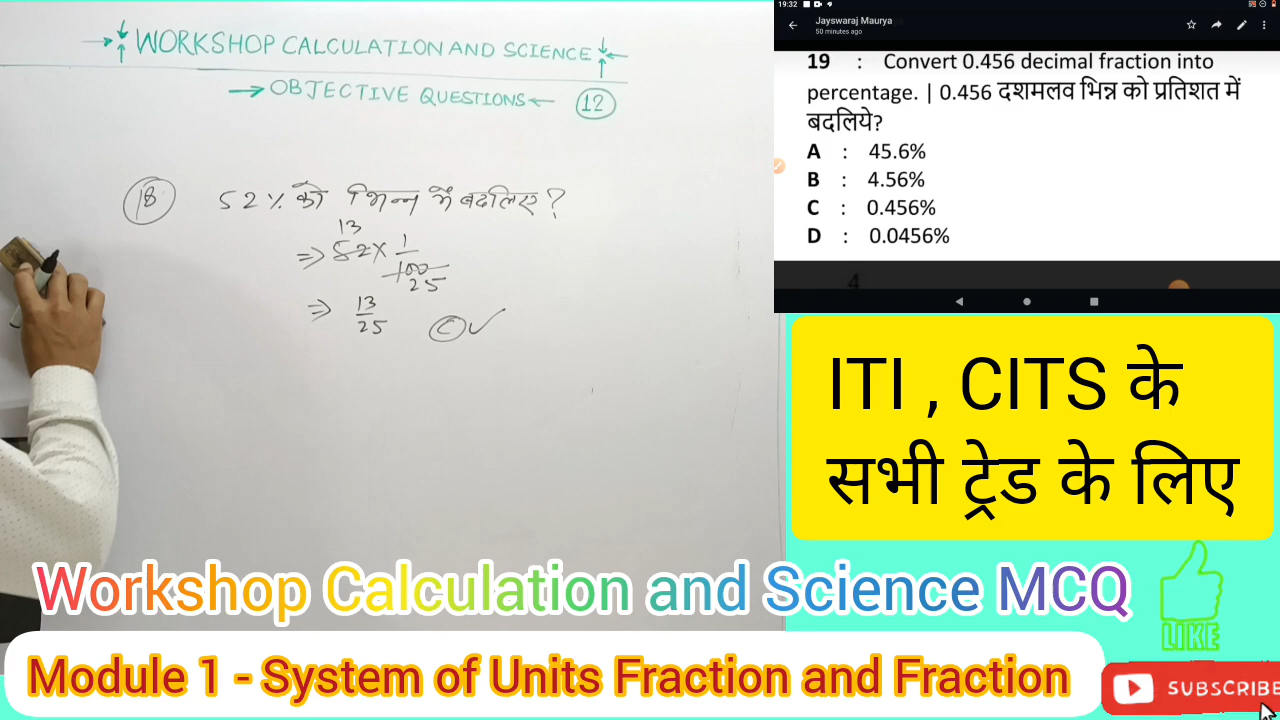 WORKSHOP CALCULATION AND SCIENCE
OBJECTIVE QUESTIONS 12
18 52% को भिन्न में बदलिए?
13
⇒ 52 × 1
100
25
⇒ 13
25
C ✓
19:32
Jayswaraj Maurya
50 minutes ago
19 : Convert 0.456 decimal fraction into
percentage. | 0.456 दशमलव भिन्न को प्रतिशत में
बदलिये?
A : 45.6%
B : 4.56%
C : 0.456%
D : 0.0456%
4
ITI , CITS के
सभी ट्रेड के लिए
Workshop Calculation and Science MCQ
LIKE
Module 1 - System of Units Fraction and Fraction
SUBSCRIBE